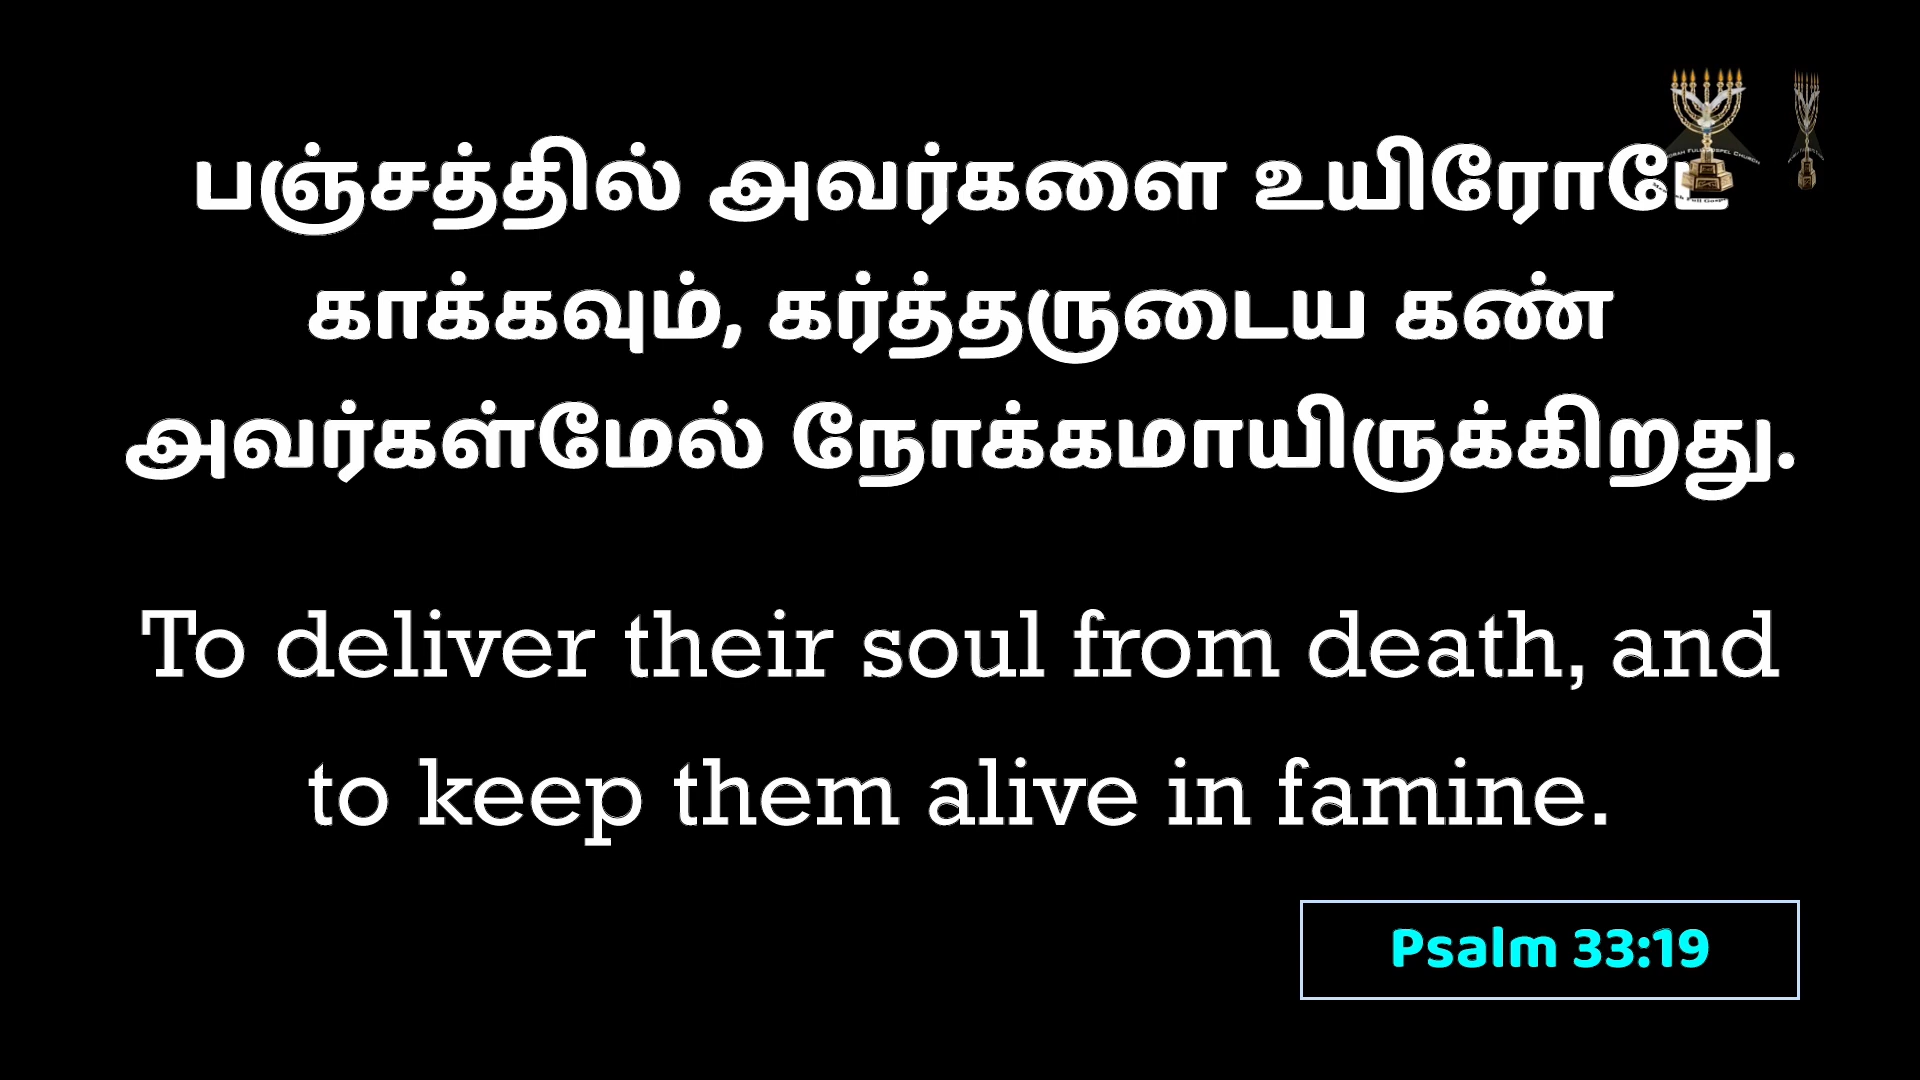 பஞ்சத்தில் அவர்களை உயிரோடே
காக்கவும், கர்த்தருடைய கண்
அவர்கள்மேல் நோக்கமாயிருக்கிறது.
To deliver their soul from death, and
to keep them alive in famine.
Psalm 33:19